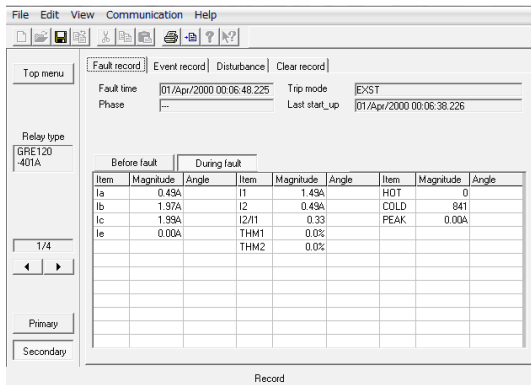 File Edit View Communication Help
Top menu
Relay type
GRE120
-401A
1/4
Primary
Secondary
Fault record Event record Disturbance Clear record
Fault time 01/Apr/2000 00:06:48.225 Trip mode EXST
Phase --- Last start_up 01/Apr/2000 00:06:38.226
Before fault During fault
Item Magnitude Angle Item Magnitude Angle Item Magnitude Angle
Ia 0.49A I1 1.49A HOT 0
Ib 1.97A I2 0.49A COLD 841
Ic 1.99A I2/I1 0.33 PEAK 0.00A
Ie 0.00A THM1 0.0%
THM2 0.0%
Record